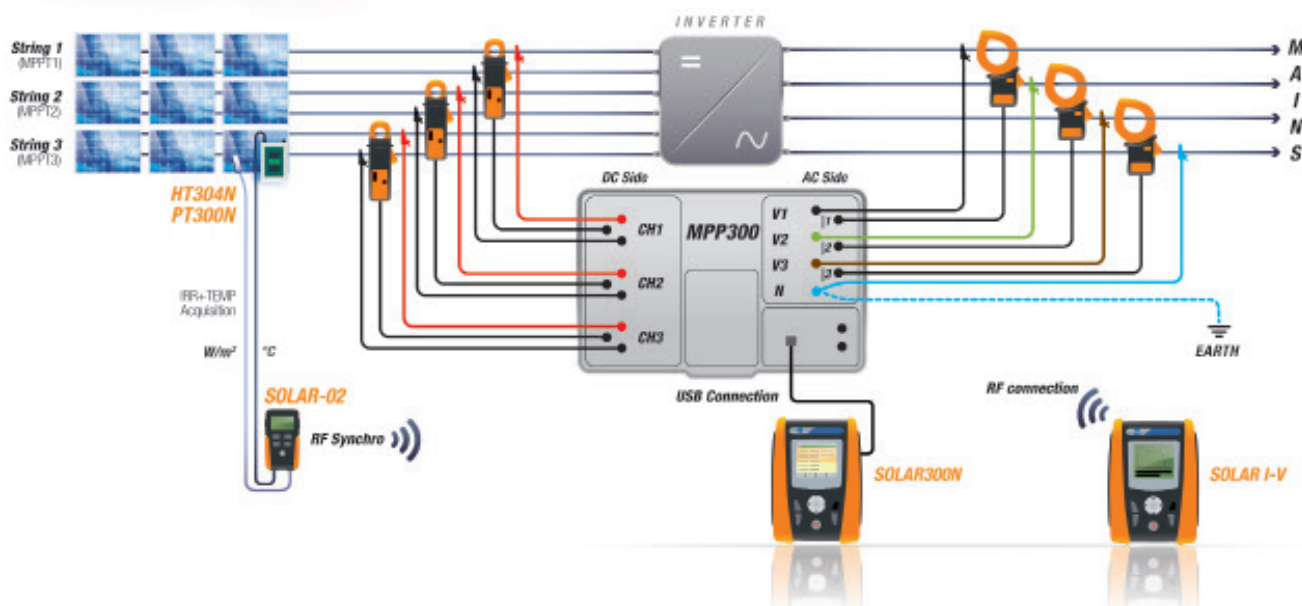 INVERTER
String 1
(MPPT1)
String 2
(MPPT2)
String 3
(MPPT3)
M
A
I
N
S
HT304N
PT300N
DC Side
AC Side
MPP300
CH1
CH2
CH3
V1
I1
V2
I2
V3
I3
N
IRR+TEMP
Acquisition
W/m²
°C
EARTH
SOLAR-02
RF Synchro
USB Connection
RF connection
SOLAR300N
SOLAR I-V